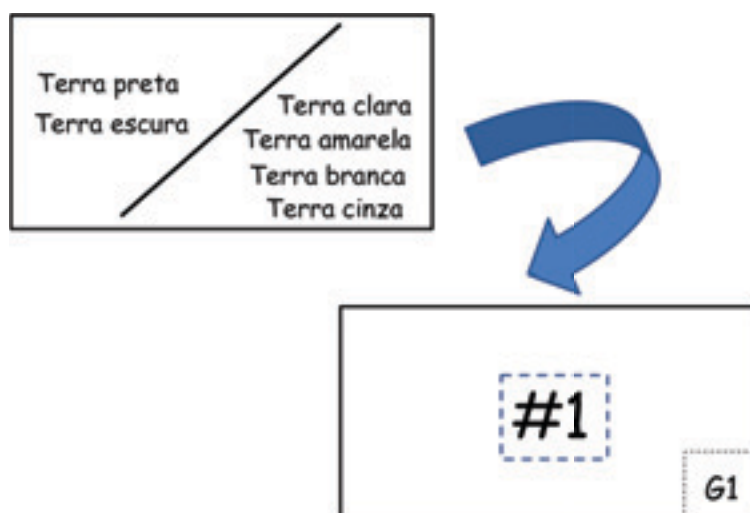 Terra preta
Terra escura
Terra clara
Terra amarela
Terra branca
Terra cinza
#1
G1